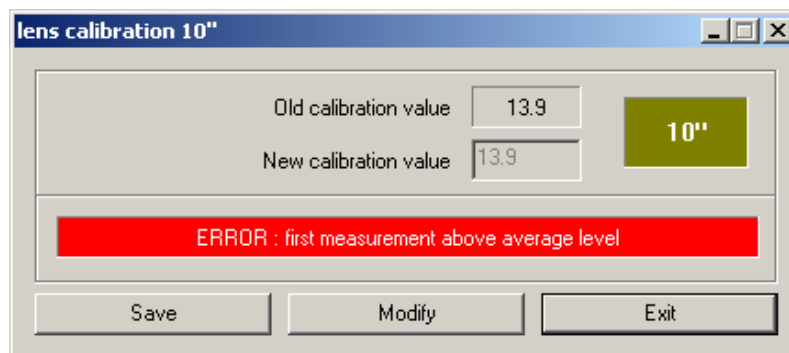 lens calibration 10"
Old calibration value 13.9
10"
New calibration value 13.9
ERROR : first measurement above average level
Save Modify Exit